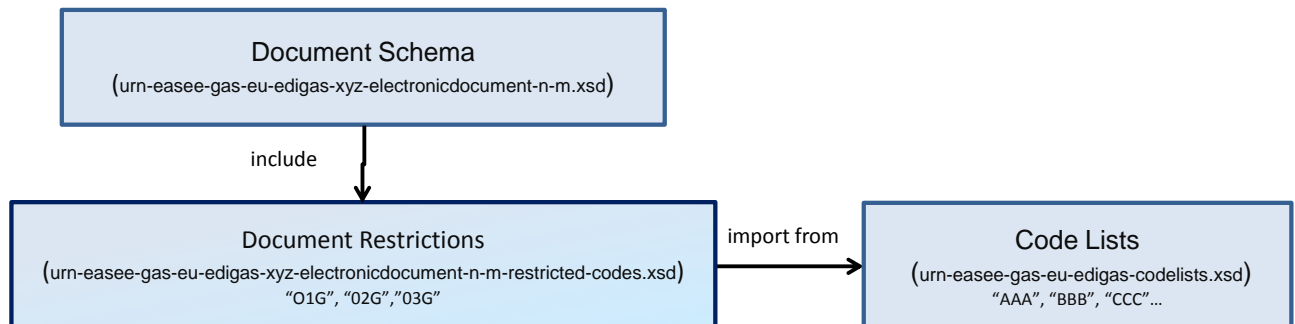 Document Schema
(urn-easee-gas-eu-edigas-xyz-electronicdocument-n-m.xsd)
include
Document Restrictions
(urn-easee-gas-eu-edigas-xyz-electronicdocument-n-m-restricted-codes.xsd)
“O1G”, “02G”,”03G”
import from
Code Lists
(urn-easee-gas-eu-edigas-codelists.xsd)
“AAA”, “BBB”, “CCC”…